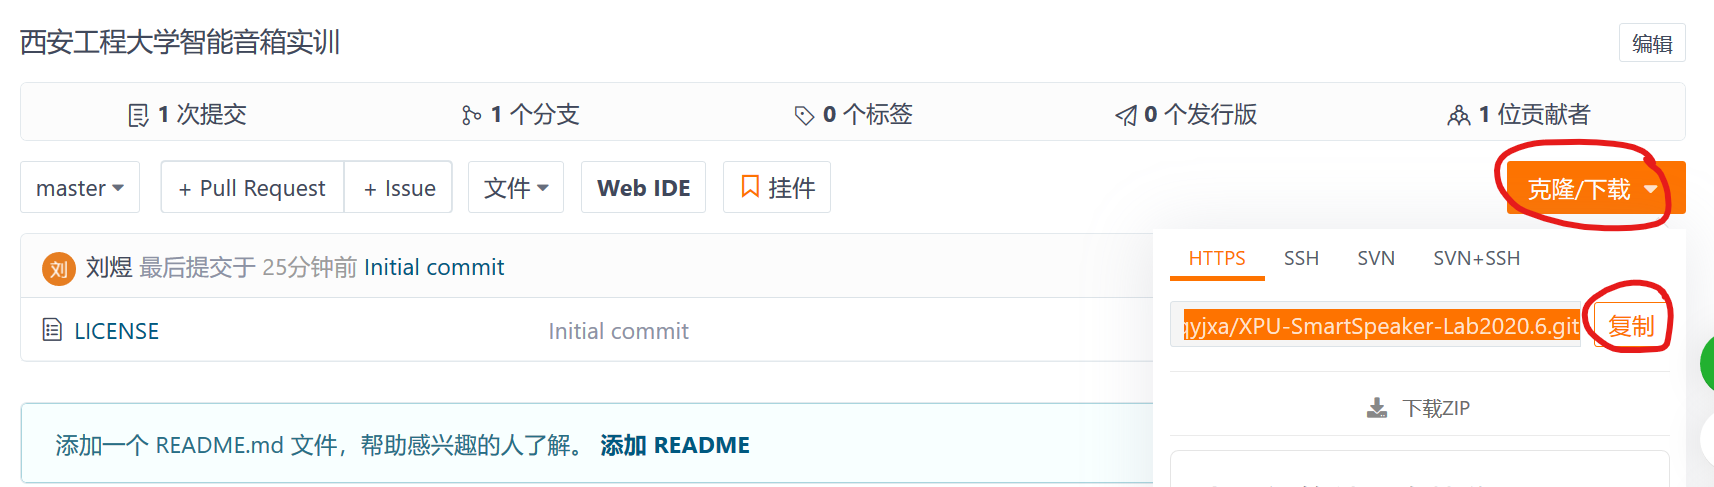 西安工程大学智能音箱实训
编辑
1 次提交
1 个分支
0 个标签
0 个发行版
1 位贡献者
master
+ Pull Request
+ Issue
文件
Web IDE
挂件
克隆/下载
刘
刘煜 最后提交于 25分钟前 Initial commit
HTTPS
SSH
SVN
SVN+SSH
LICENSE
Initial commit
qyjxa/XPU-SmartSpeaker-Lab2020.6.git
复制
下载ZIP
添加一个 README.md 文件，帮助感兴趣的人了解。 添加 README